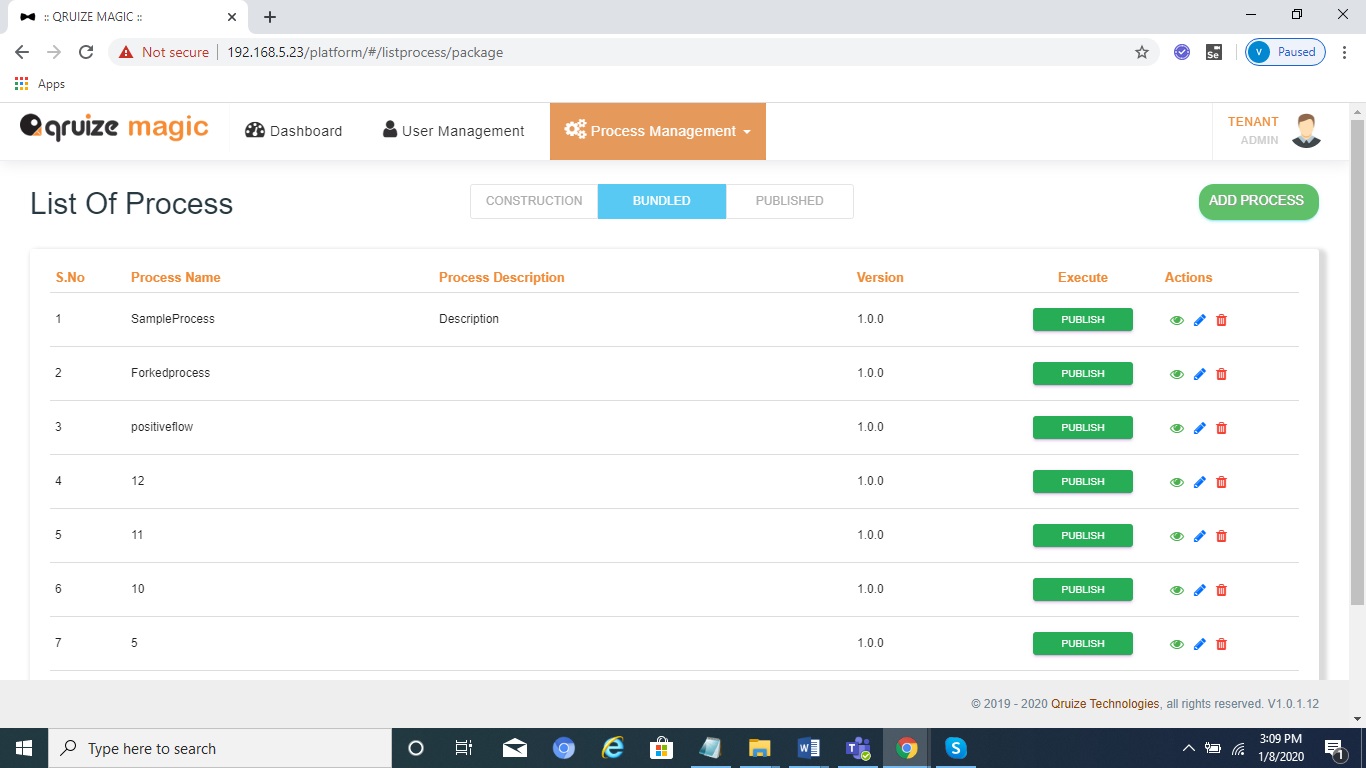 :: QRUIZE MAGIC ::
Not secure 192.168.5.23/platform/#/listprocess/package Se V Paused
Apps
qruize magic Dashboard User Management Process Management TENANT
ADMIN
List Of Process CONSTRUCTION BUNDLED PUBLISHED ADD PROCESS
S.No Process Name Process Description Version Execute Actions
1 SampleProcess Description 1.0.0 PUBLISH
2 Forkedprocess 1.0.0 PUBLISH
3 positiveflow 1.0.0 PUBLISH
4 12 1.0.0 PUBLISH
5 11 1.0.0 PUBLISH
6 10 1.0.0 PUBLISH
7 5 1.0.0 PUBLISH
© 2019 - 2020 Qruize Technologies, all rights reserved. V1.0.1.12
Type here to search 3:09 PM
1/8/2020 1